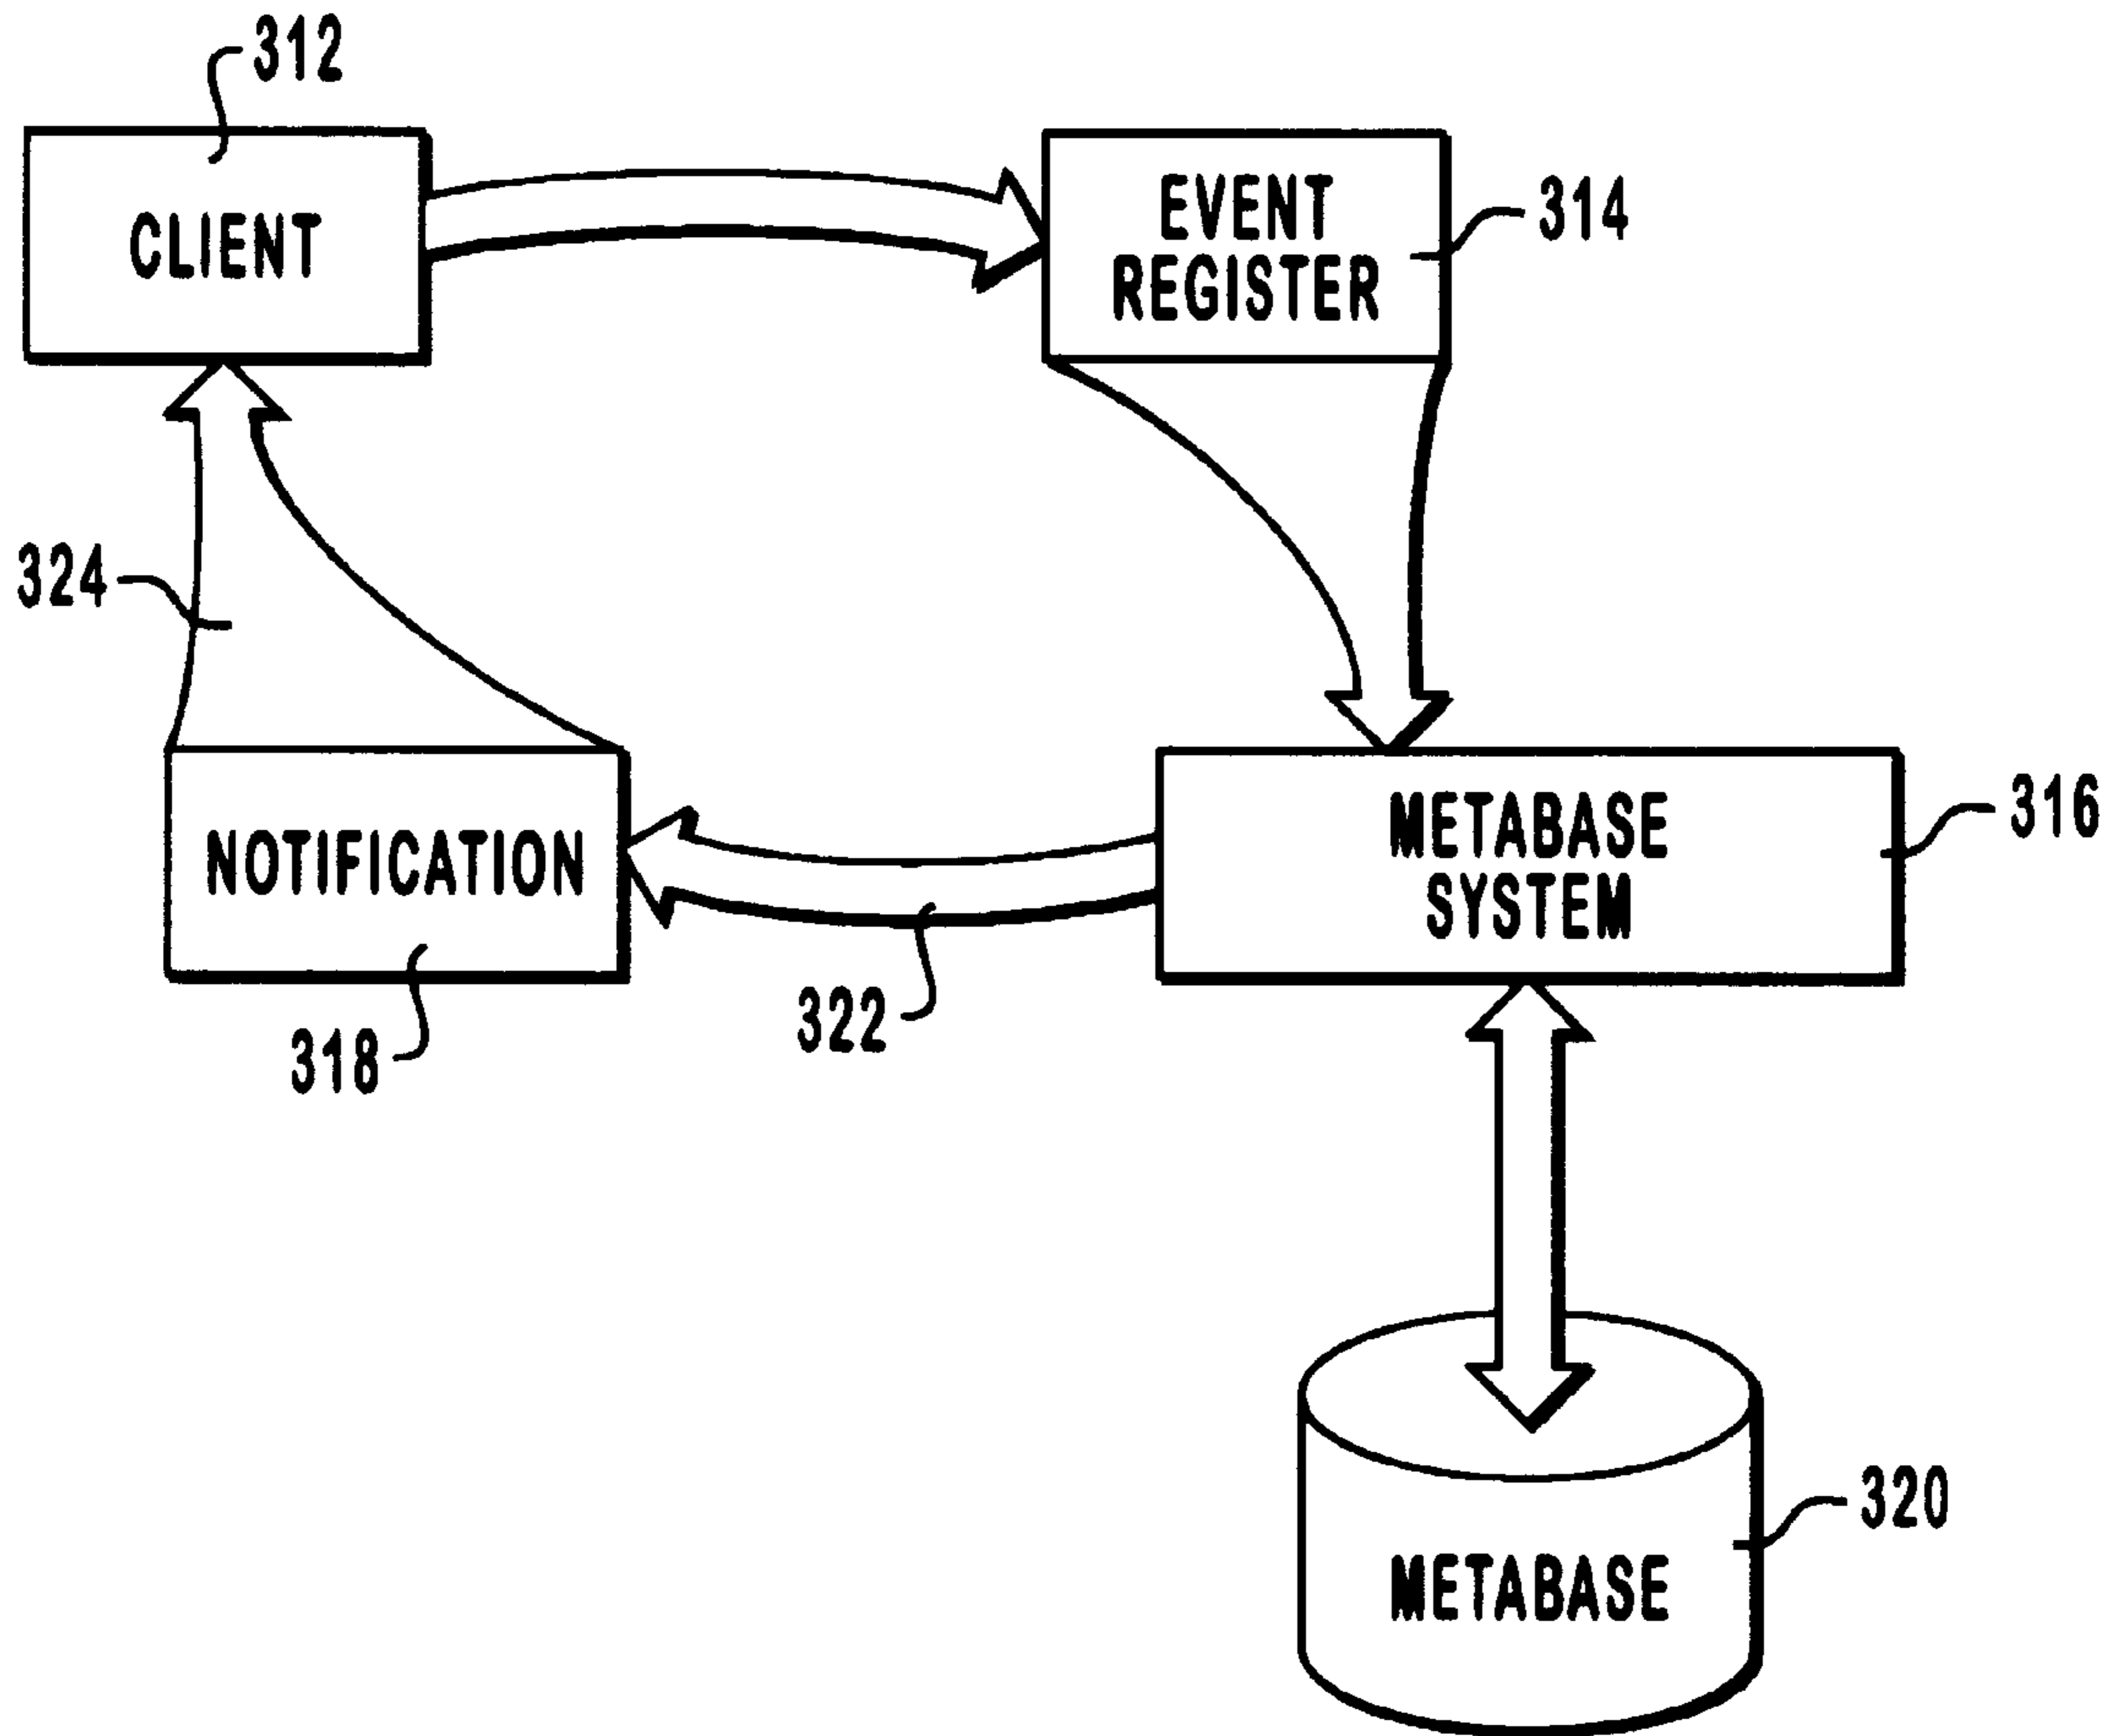 312
CLIENT
EVENT
REGISTER
314
324
NOTIFICATION
318
322
METABASE
SYSTEM
316
METABASE
320